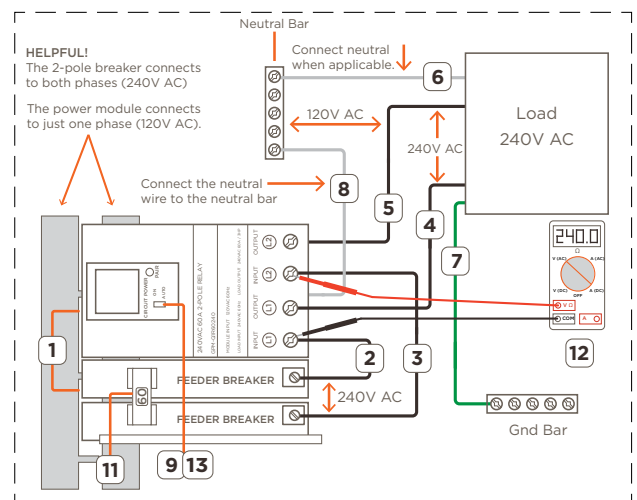 Neutral Bar
HELPFUL!
The 2-pole breaker connects
to both phases (240V AC)
The power module connects
to just one phase (120V AC).
Connect neutral
when applicable.
6
120V AC
240V AC
Load
240V AC
Connect the neutral
wire to the neutral bar
8
5
4
7
240.0
V (AC)
Ω
A (AC)
V (DC)
OFF
A (DC)
V Ω
COM
A
12
CIRCUIT POWER
ON
AUTO
PAIR
240VAC 60A 2-POLE RELAY
INPUT
L1
OUTPUT
L1
INPUT
L2
OUTPUT
L2
1
2
3
FEEDER BREAKER
60
240V AC
FEEDER BREAKER
Gnd Bar
11
9
13